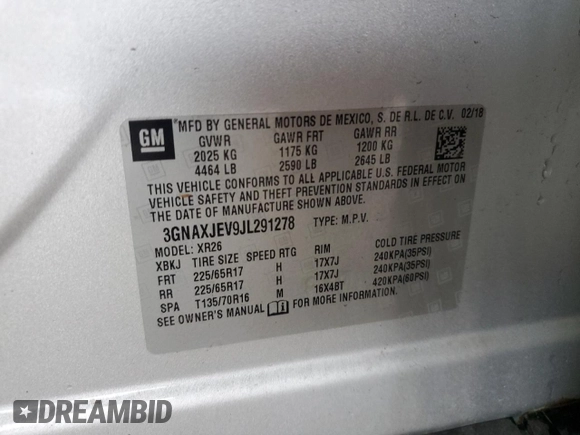 GM
MFD BY GENERAL MOTORS DE MEXICO, S. DE R.L. DE C.V. 02/18
GVWR GAWR FRT GAWR RR
2025 KG 1175 KG 1200 KG
4464 LB 2590 LB 2645 LB
THIS VEHICLE CONFORMS TO ALL APPLICABLE U.S. FEDERAL MOTOR
VEHICLE SAFETY AND THEFT PREVENTION STANDARDS IN EFFECT ON
THE DATE OF MANUFACTURE SHOWN ABOVE.
3GNAXJEV9JL291278 TYPE: M.P.V.
MODEL: XR26
XBKJ TIRE SIZE SPEED RTG RIM COLD TIRE PRESSURE
FRT 225/65R17 H 17X7J 240KPA(35PSI)
RR 225/65R17 H 17X7J 240KPA(35PSI)
SPA T135/70R16 M 16X4BT 420KPA(60PSI)
SEE OWNER'S MANUAL FOR MORE INFORMATION.
DREAMBID